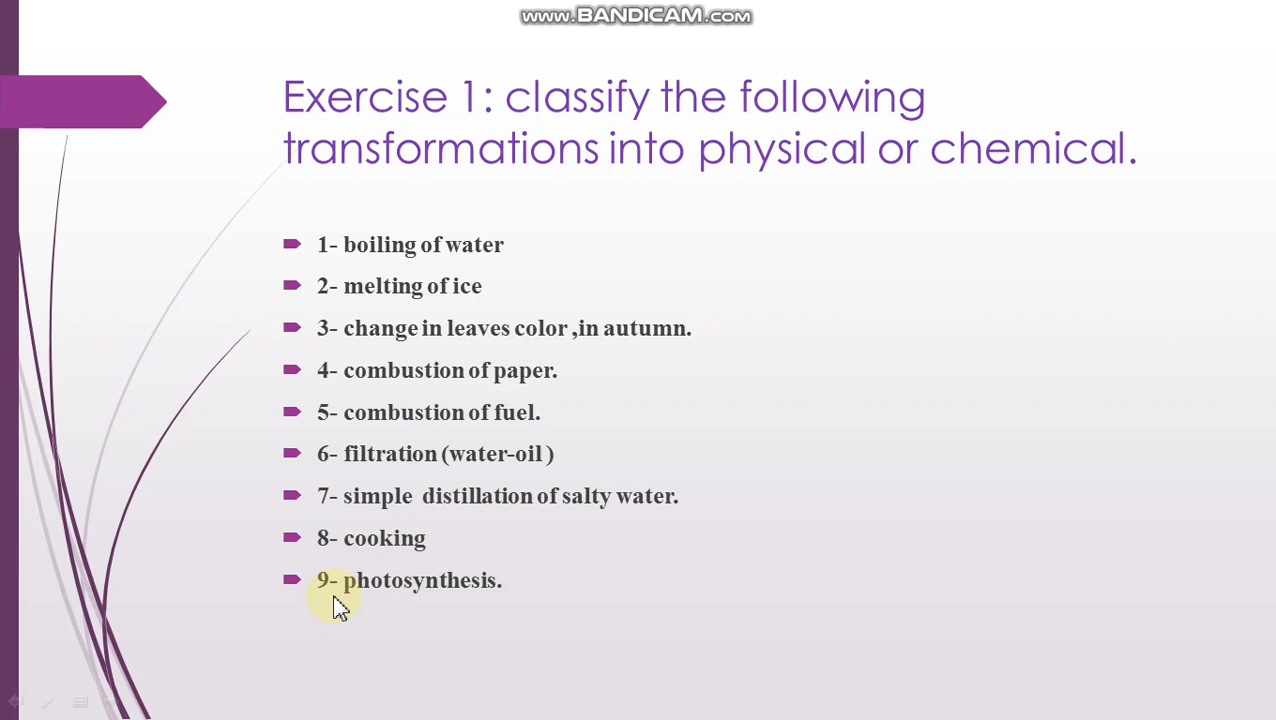 www.BANDICAM.com
Exercise 1: classify the following
transformations into physical or chemical.
1- boiling of water
2- melting of ice
3- change in leaves color ,in autumn.
4- combustion of paper.
5- combustion of fuel.
6- filtration (water-oil )
7- simple  distillation of salty water.
8- cooking
9- photosynthesis.